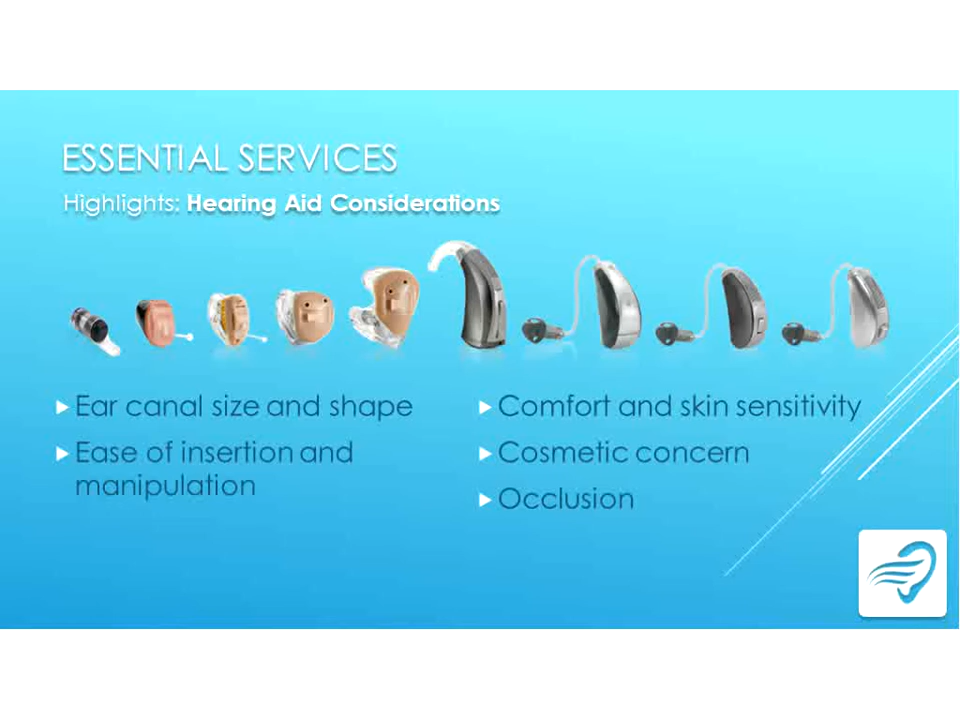 ESSENTIAL SERVICES
Highlights: Hearing Aid Considerations
Ear canal size and shape
Ease of insertion and
manipulation
Comfort and skin sensitivity
Cosmetic concern
Occlusion